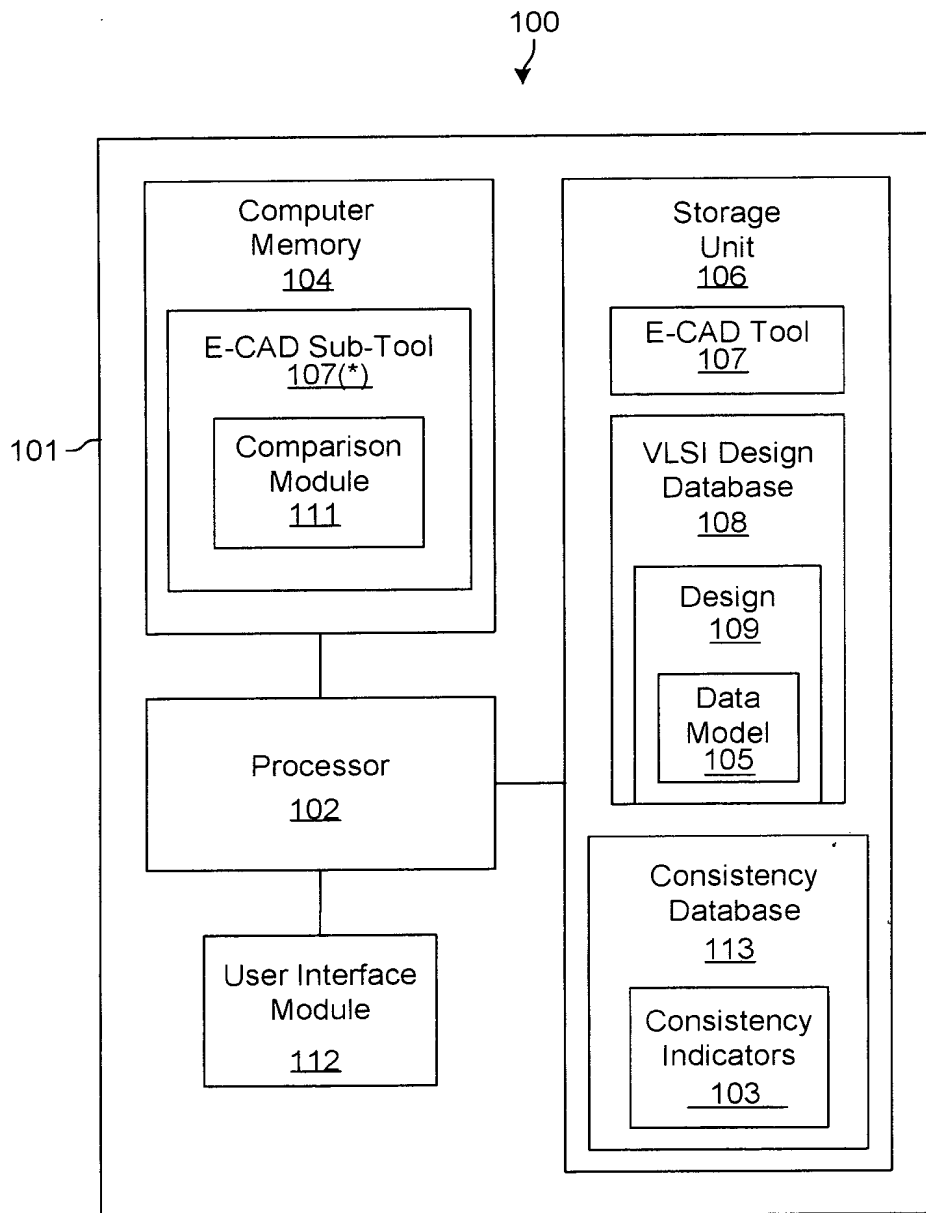 100
101
Computer
Memory
104
E-CAD Sub-Tool
107(*)
Comparison
Module
111
Processor
102
User Interface
Module
112
Storage
Unit
106
E-CAD Tool
107
VLSI Design
Database
108
Design
109
Data
Model
105
Consistency
Database
113
Consistency
Indicators
103